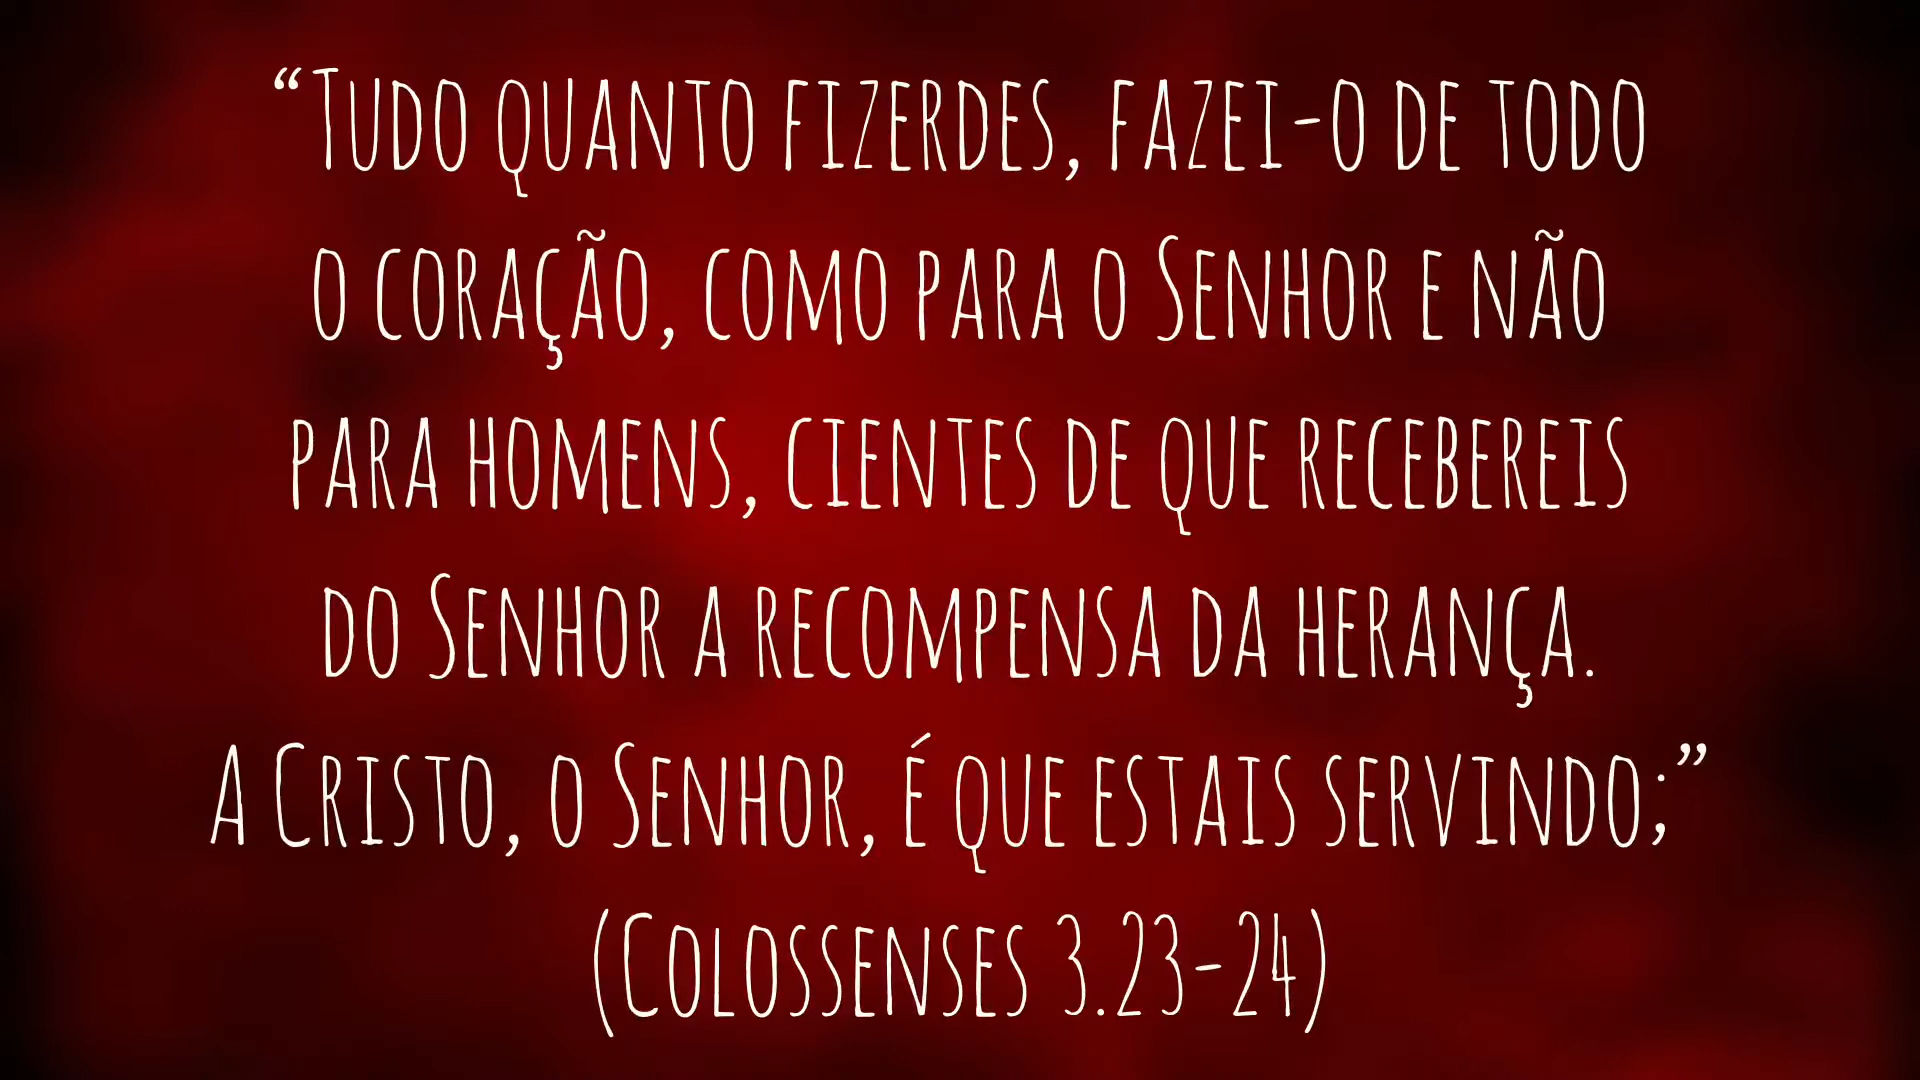 “Tudo quanto fizerdes, fazei-o de todo
o coração, como para o Senhor e não
para homens, cientes de que recebereis
do Senhor a recompensa da herança.
A Cristo, o Senhor, é que estais servindo;”
(Colossenses 3.23-24)